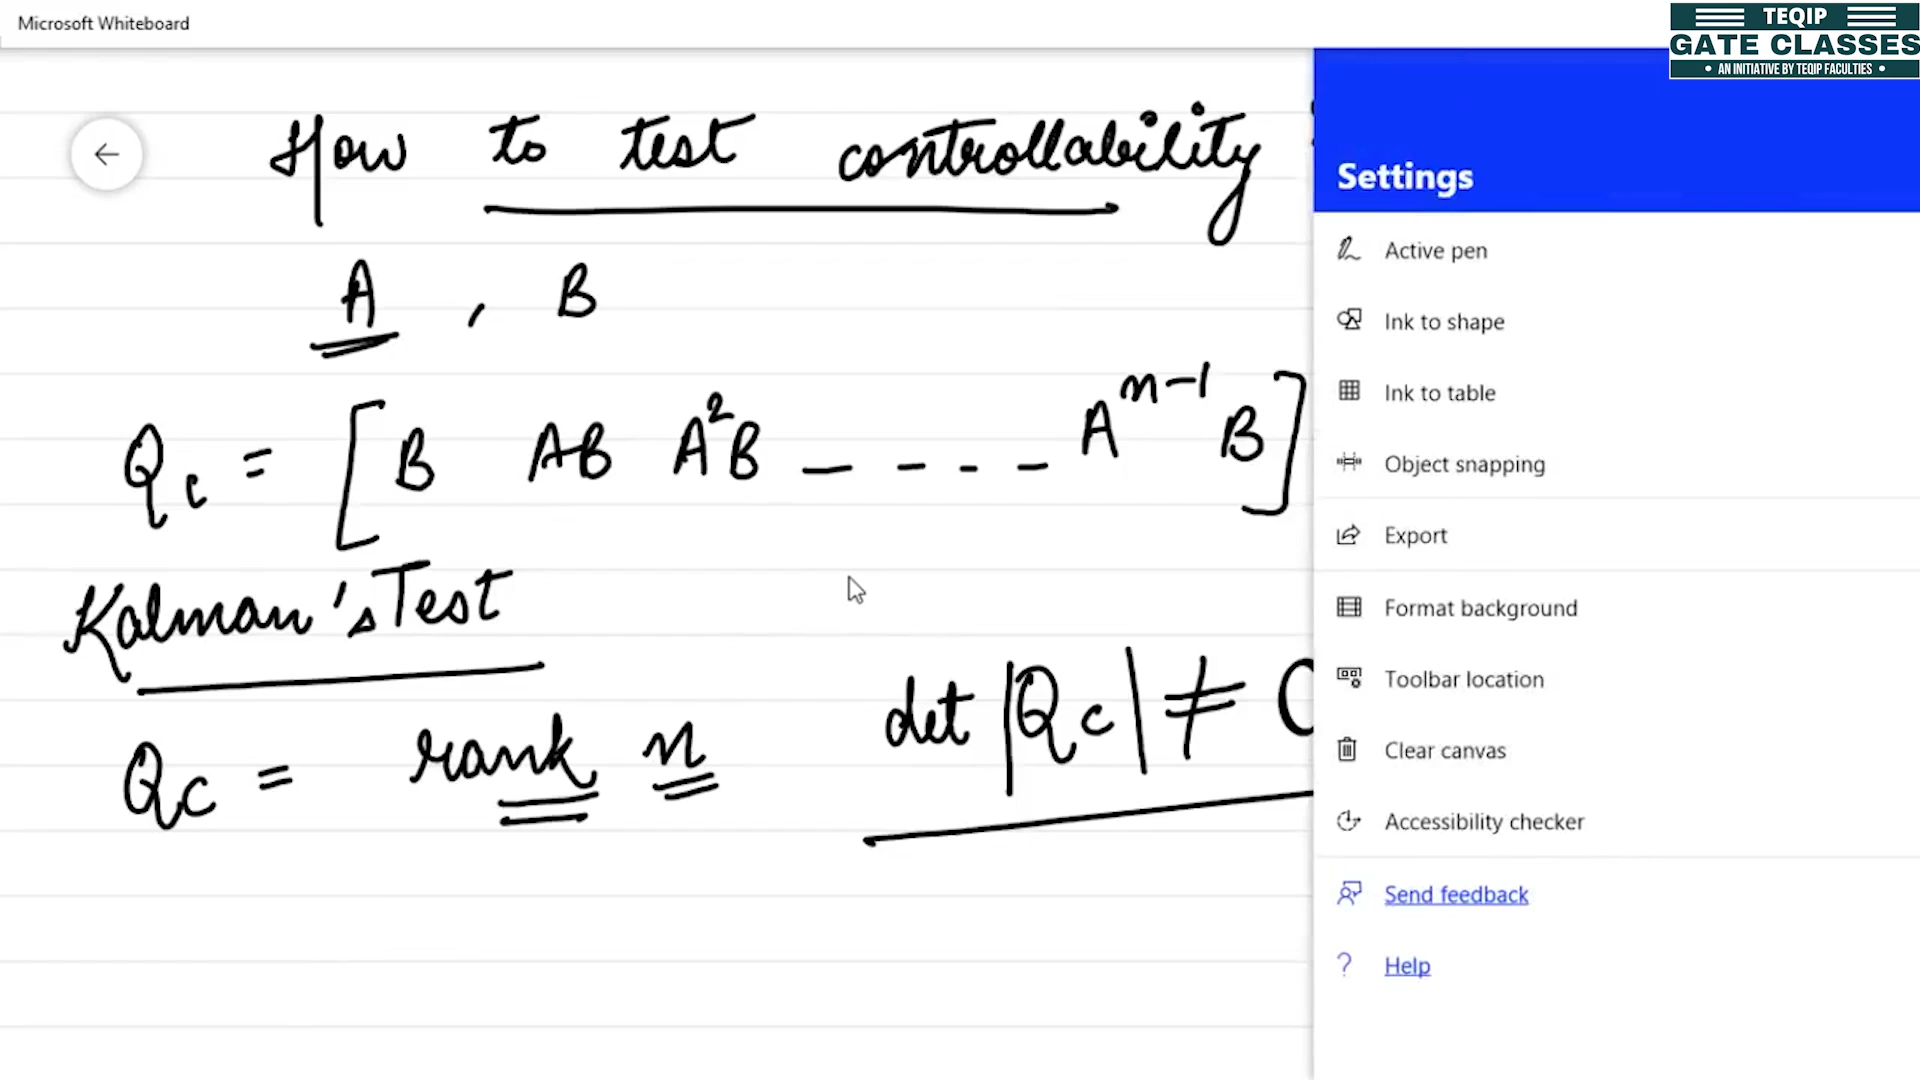 Microsoft Whiteboard
TEQIP
GATE CLASSES
• AN INITIATIVE BY TEQIP FACULTIES •
How to test controllability :
A , B
Qc = [ B AB A²B _ - - - - Aⁿ⁻¹ B ]
Kalman's Test
Qc = rank n
det |Qc| ≠ 0
Settings
Active pen
Ink to shape
Ink to table
Object snapping
Export
Format background
Toolbar location
Clear canvas
Accessibility checker
Send feedback
Help